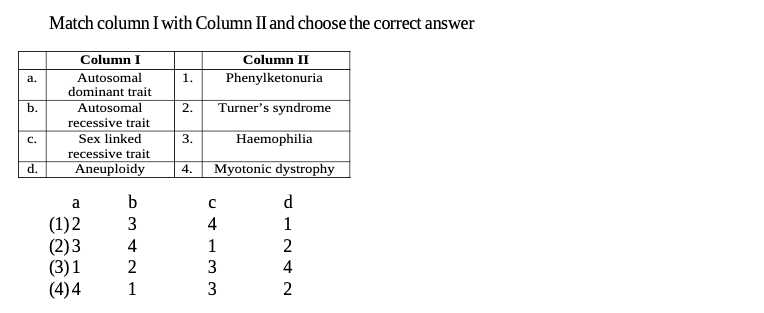 Match column I with Column II and choose the correct answer
Column I Column II
a. Autosomal dominant trait 1. Phenylketonuria
b. Autosomal recessive trait 2. Turner's syndrome
c. Sex linked recessive trait 3. Haemophilia
d. Aneuploidy 4. Myotonic dystrophy
a b c d
(1) 2 3 4 1
(2) 3 4 1 2
(3) 1 2 3 4
(4) 4 1 3 2